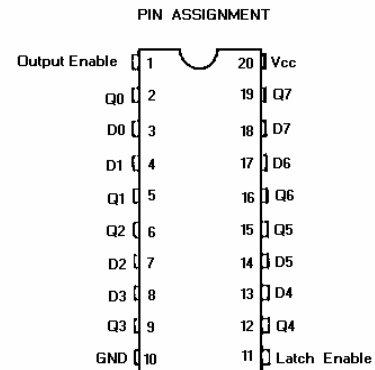 PIN ASSIGNMENT
Output Enable 1 20 Vcc
Q0 2 19 Q7
D0 3 18 D7
D1 4 17 D6
Q1 5 16 Q6
Q2 6 15 Q5
D2 7 14 D5
D3 8 13 D4
Q3 9 12 Q4
GND 10 11 Latch Enable